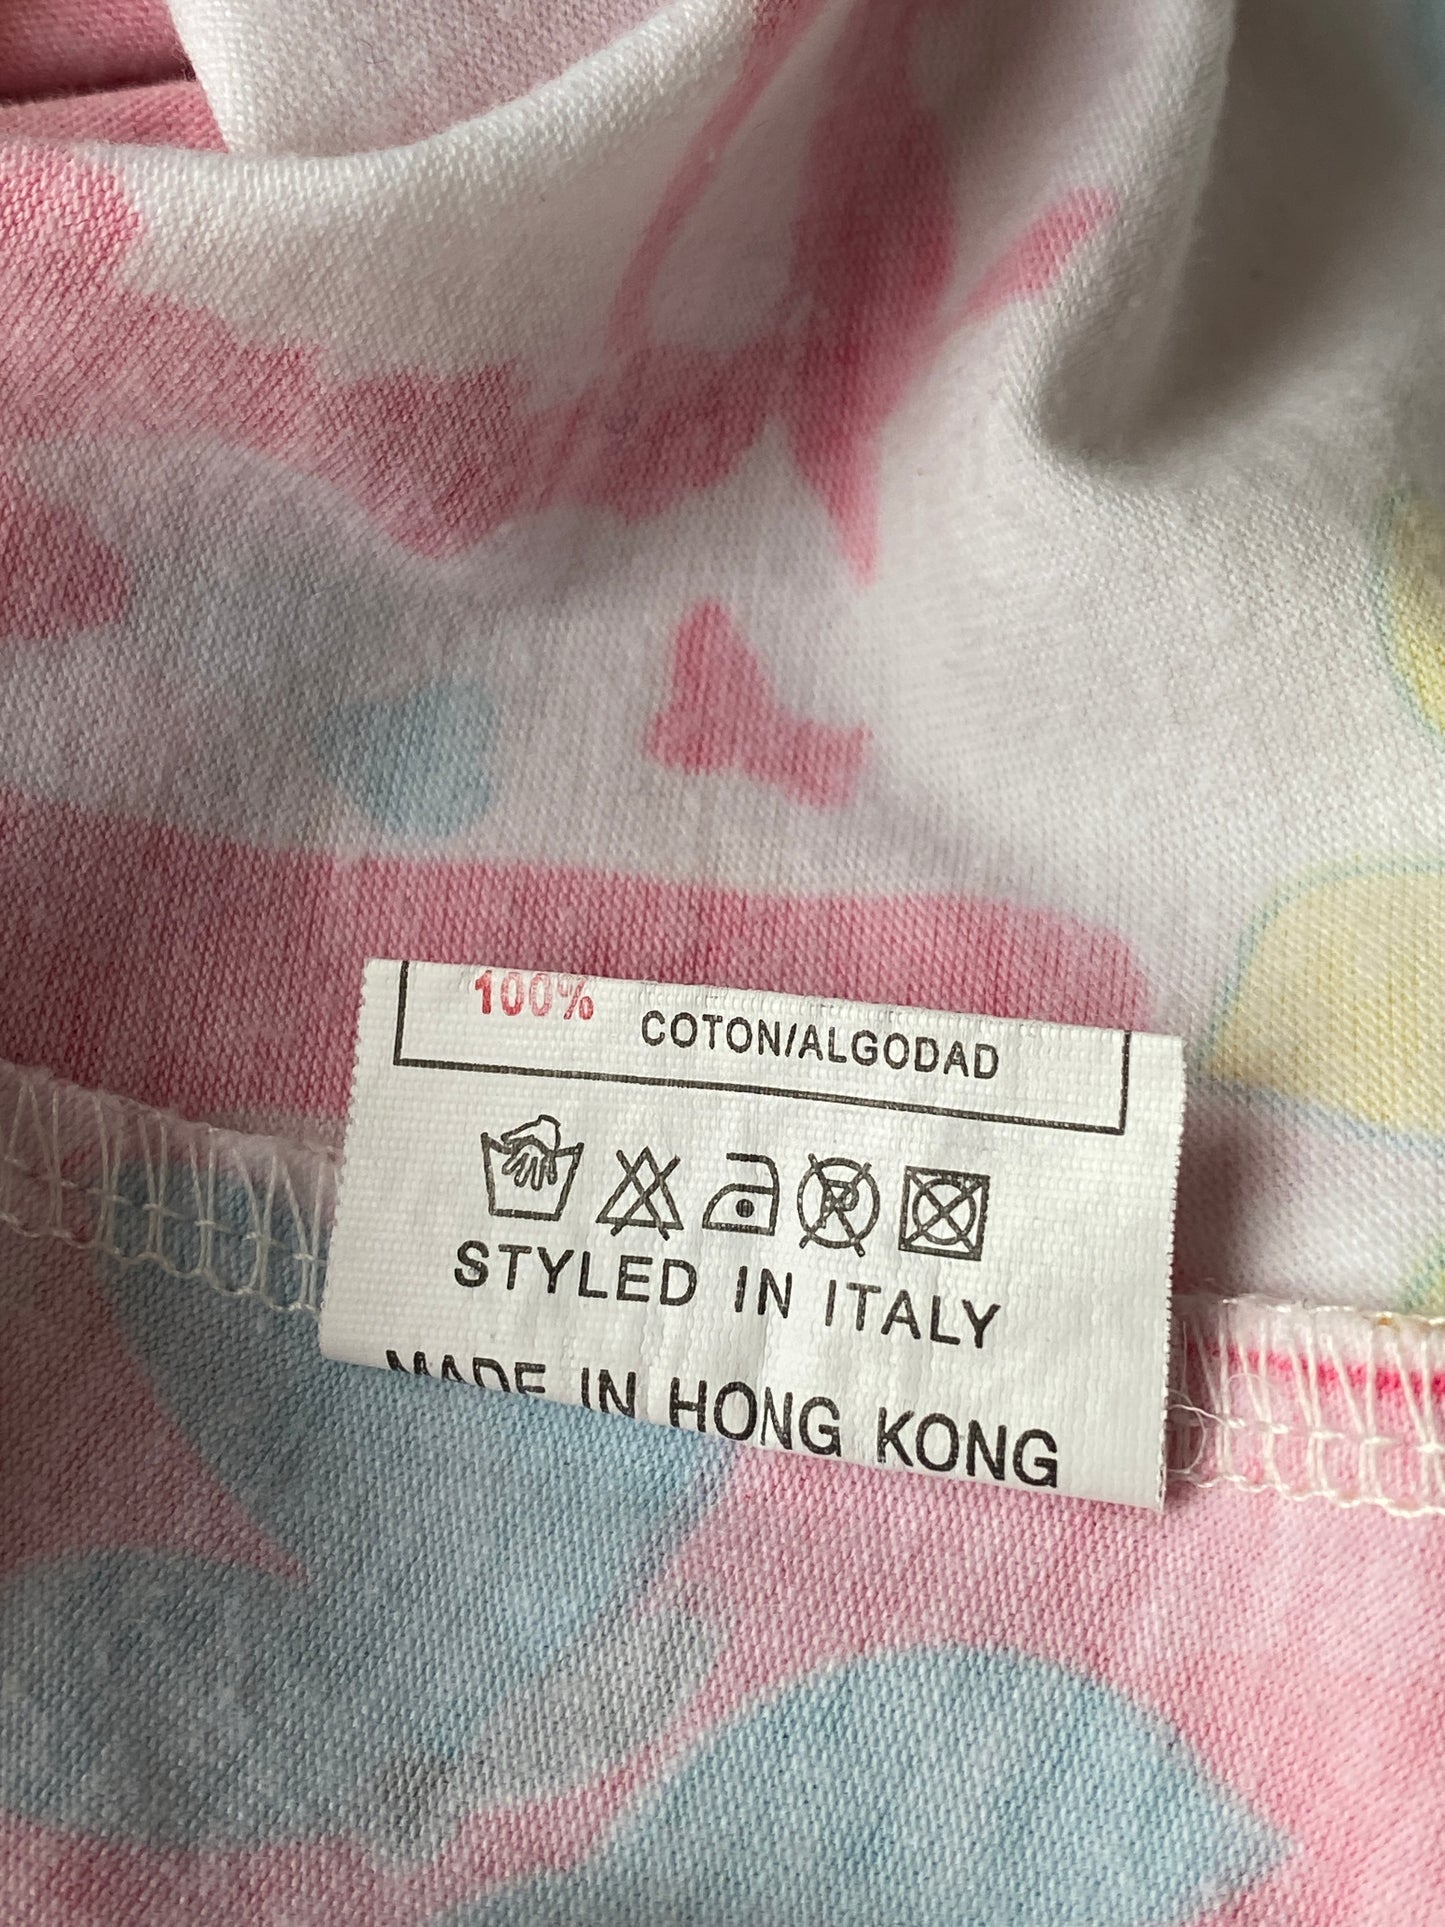 100% COTON/ALGODAD
STYLED IN ITALY
MADE IN HONG KONG